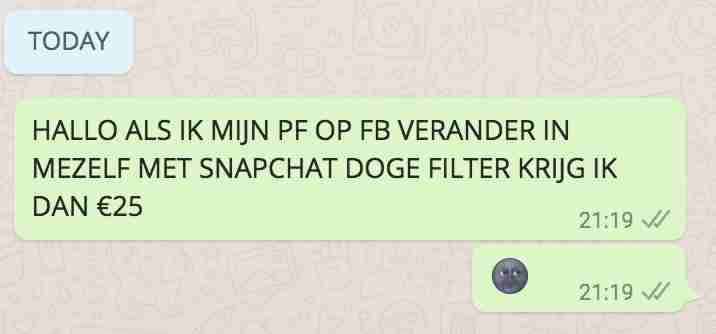 TODAY
HALLO ALS IK MIJN PF OP FB VERANDER IN
MEZELF MET SNAPCHAT DOGE FILTER KRIJG IK
DAN €25
21:19
🌚
21:19